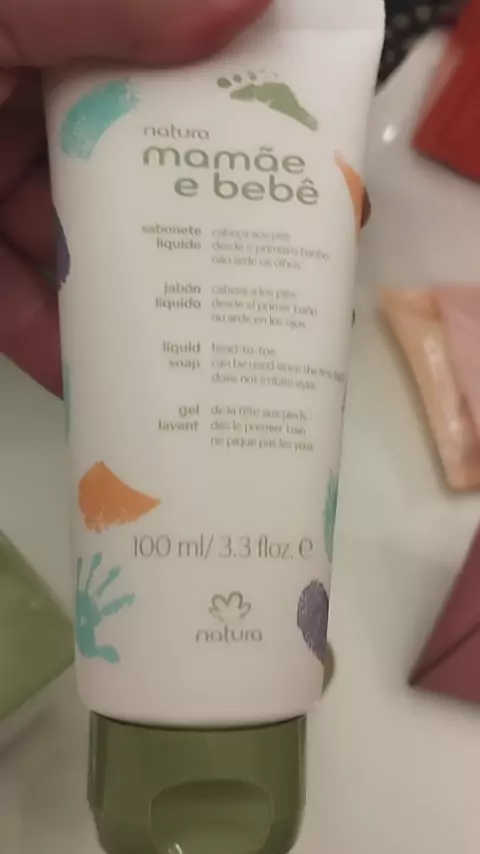 natura
mamãe
e bebê
sabonete
líquido
cabeça aos pés
desde o primeiro banho
não arde os olhos
jabón
líquido
cabeza a los pies
desde el primer baño
no arde en los ojos
liquid
soap
head-to-toe
can be used since the first bath
does not irritate eyes
gel
lavant
de la tête aux pieds
dès le premier bain
ne pique pas les yeux
100 ml/ 3.3 fl oz. ℮
natura